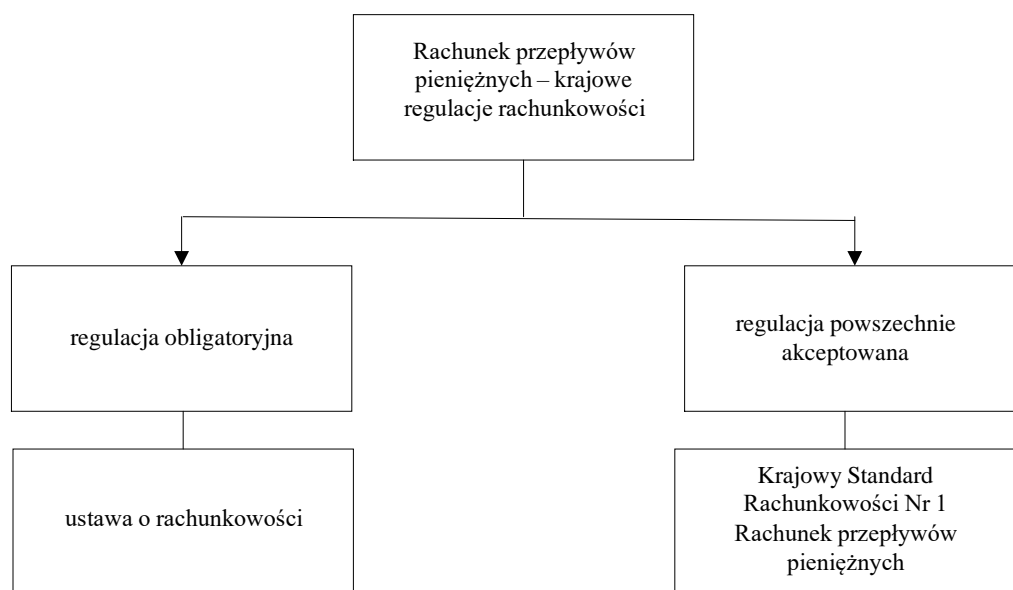 Rachunek przepływów
pieniężnych – krajowe
regulacje rachunkowości
regulacja obligatoryjna
regulacja powszechnie
akceptowana
ustawa o rachunkowości
Krajowy Standard
Rachunkowości Nr 1
Rachunek przepływów
pieniężnych